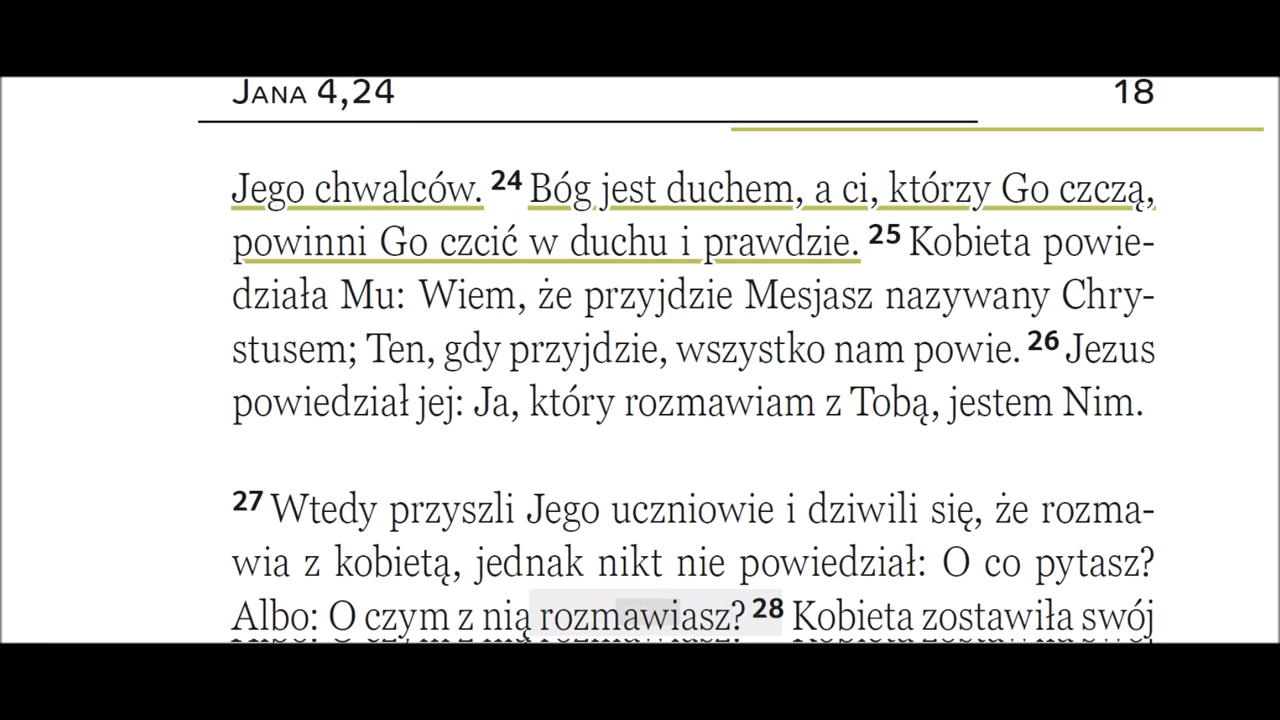 Jana 4,24 18
Jego chwalców. 24 Bóg jest duchem, a ci, którzy Go czczą,
powinni Go czcić w duchu i prawdzie. 25 Kobieta powie-
działa Mu: Wiem, że przyjdzie Mesjasz nazywany Chry-
stusem; Ten, gdy przyjdzie, wszystko nam powie. 26 Jezus
powiedział jej: Ja, który rozmawiam z Tobą, jestem Nim.
27 Wtedy przyszli Jego uczniowie i dziwili się, że rozma-
wia z kobietą, jednak nikt nie powiedział: O co pytasz?
Albo: O czym z nią rozmawiasz? 28 Kobieta zostawiła swój